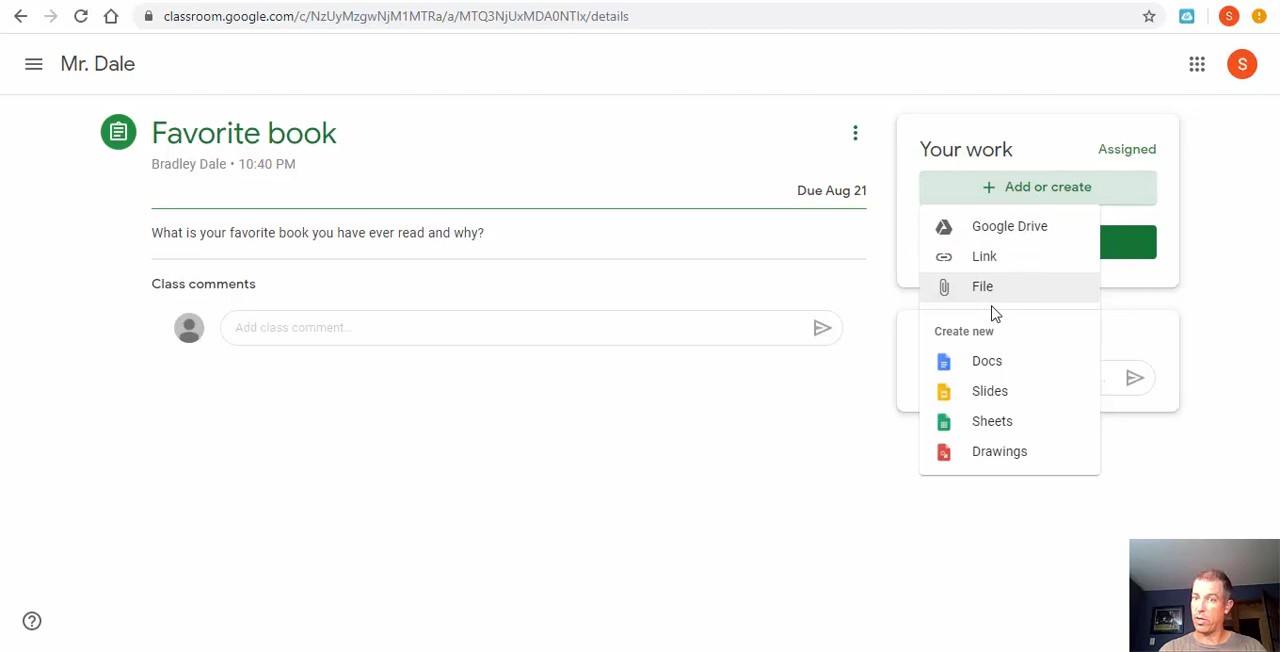 classroom.google.com/c/NzUyMzgwNjM1MTRa/a/MTQ3NjUxMDA0NTIx/details
S
Mr. Dale
S
Favorite book
Bradley Dale • 10:40 PM
Due Aug 21
What is your favorite book you have ever read and why?
Class comments
Add class comment...
Your work
Assigned
+ Add or create
Google Drive
Link
File
Create new
Docs
Slides
Sheets
Drawings